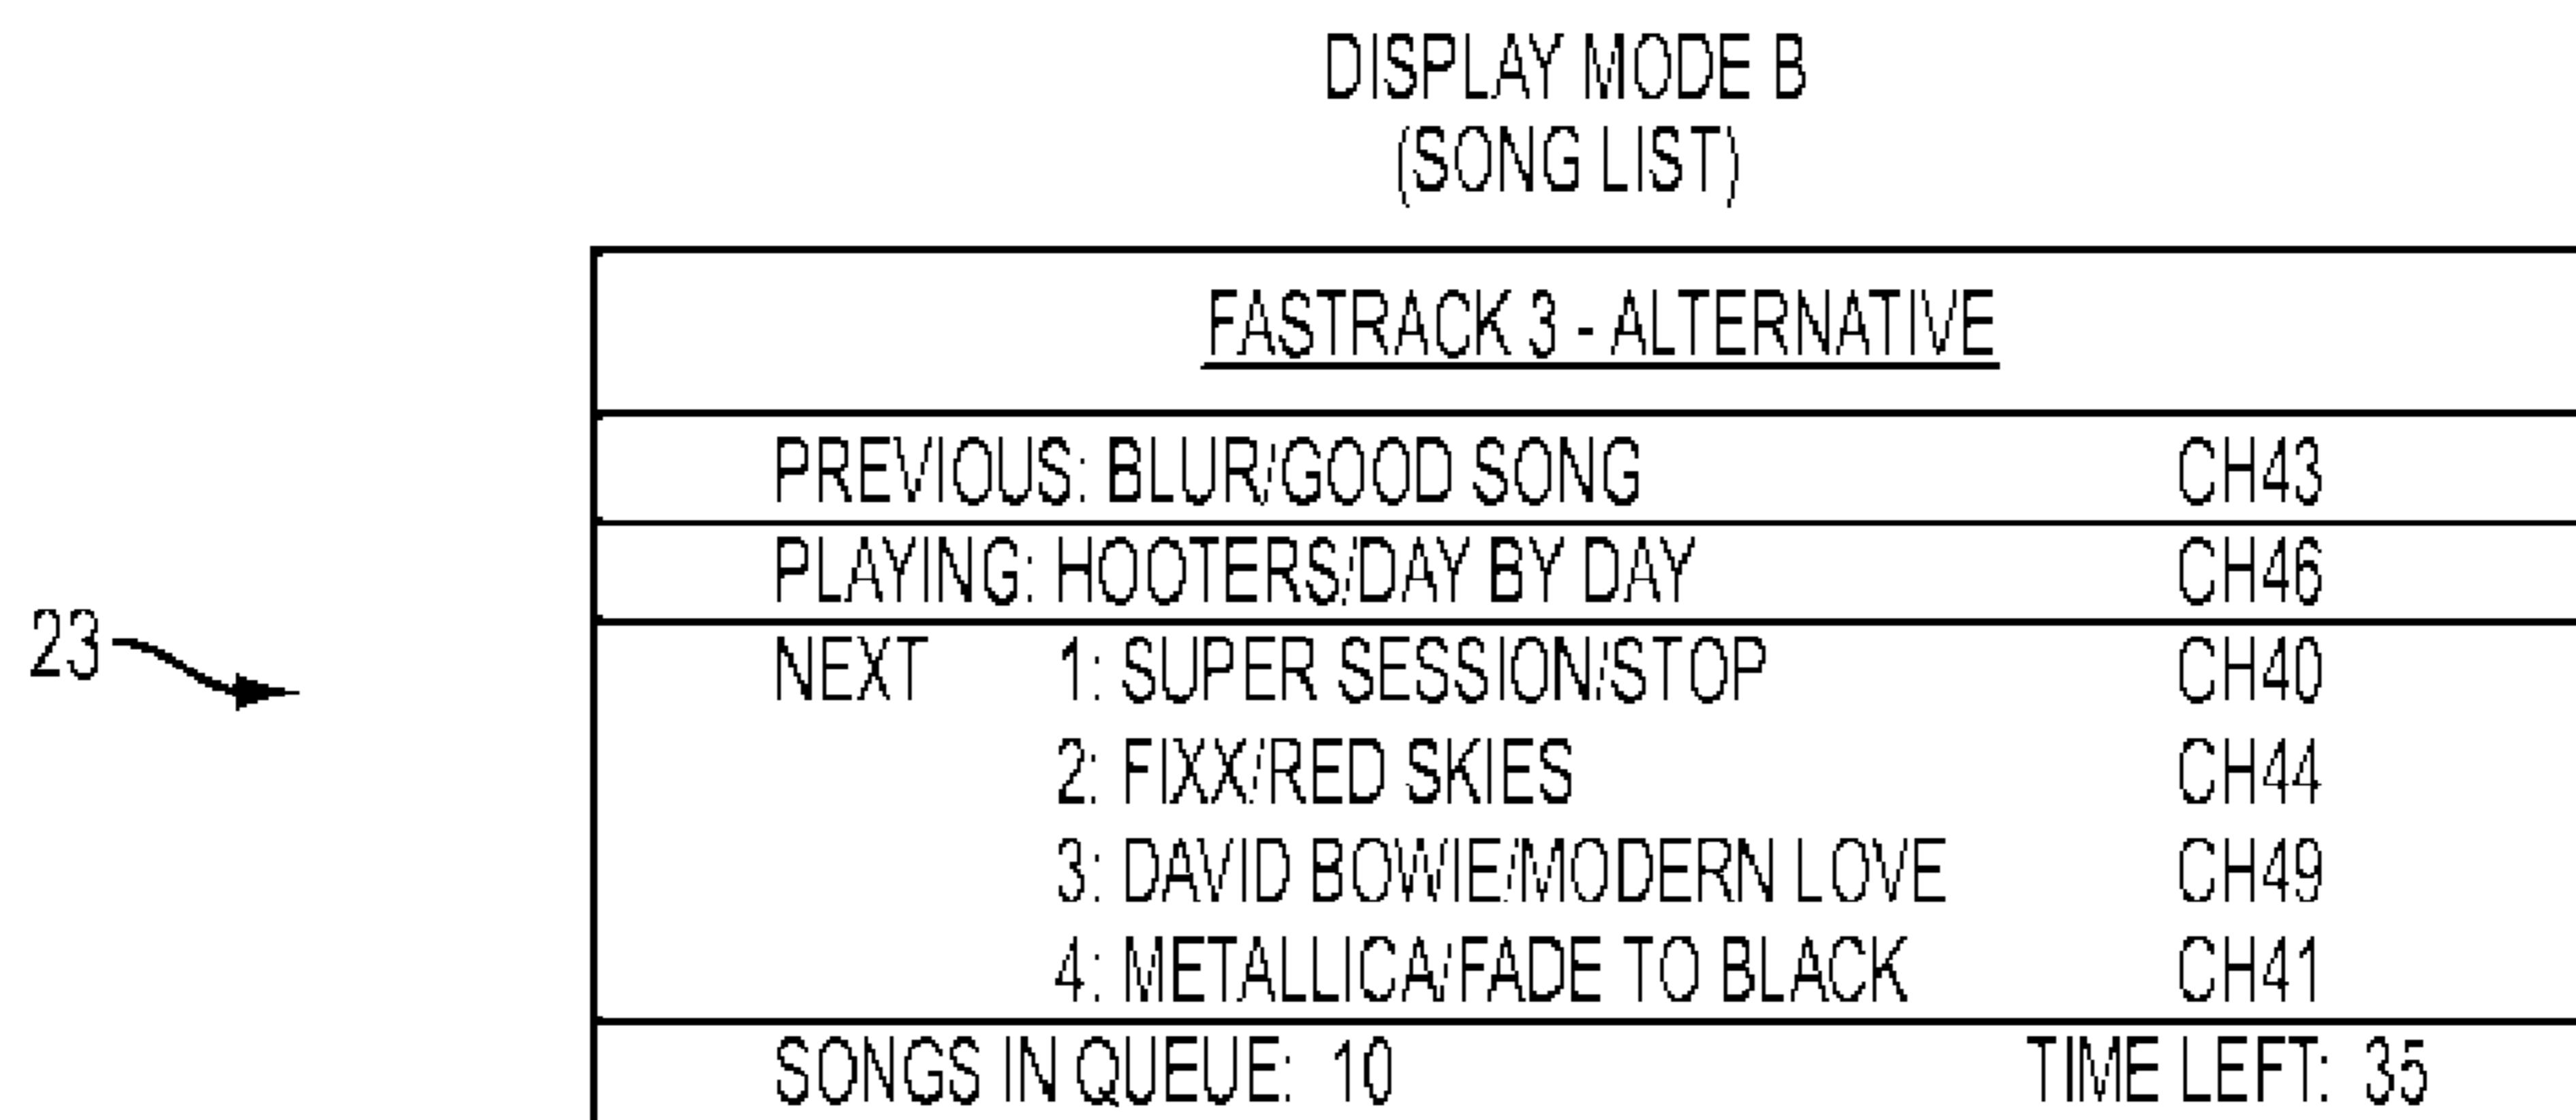 DISPLAY MODE B
(SONG LIST)
FASTRACK 3 - ALTERNATIVE
PREVIOUS: BLUR/GOOD SONG CH43
PLAYING: HOOTERS/DAY BY DAY CH46
23
NEXT 1: SUPER SESSION/STOP CH40
2: FIXX/RED SKIES CH44
3: DAVID BOWIE/MODERN LOVE CH49
4: METALLICA/FADE TO BLACK CH41
SONGS IN QUEUE: 10 TIME LEFT: 35